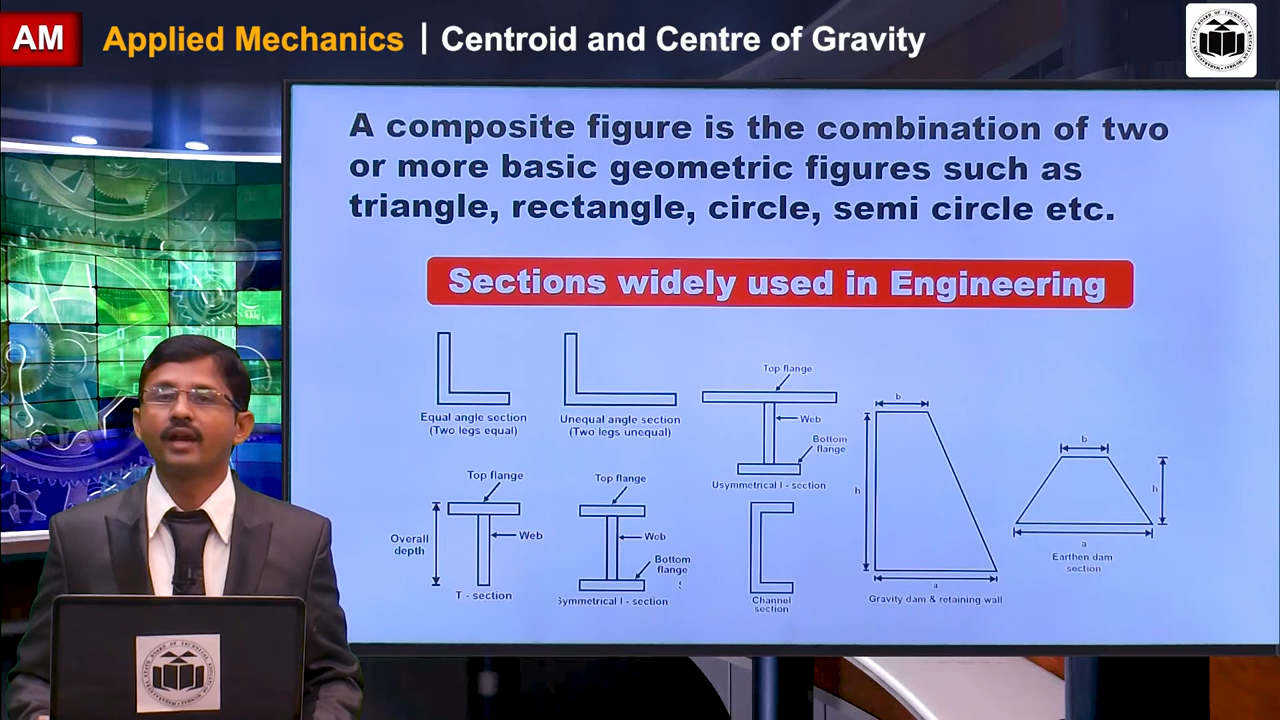 AM
Applied Mechanics | Centroid and Centre of Gravity
A composite figure is the combination of two
or more basic geometric figures such as
triangle, rectangle, circle, semi circle etc.
Sections widely used in Engineering
Equal angle section
(Two legs equal)
Unequal angle section
(Two legs unequal)
Top flange
Web
Bottom
flange
Usymmetrical I - section
b
h
a
Gravity dam & retaining wall
b
h
a
Earthen dam
section
Top flange
Overall
depth
Web
T - section
Top flange
Web
Bottom
flange
Symmetrical I - section
Channel
section